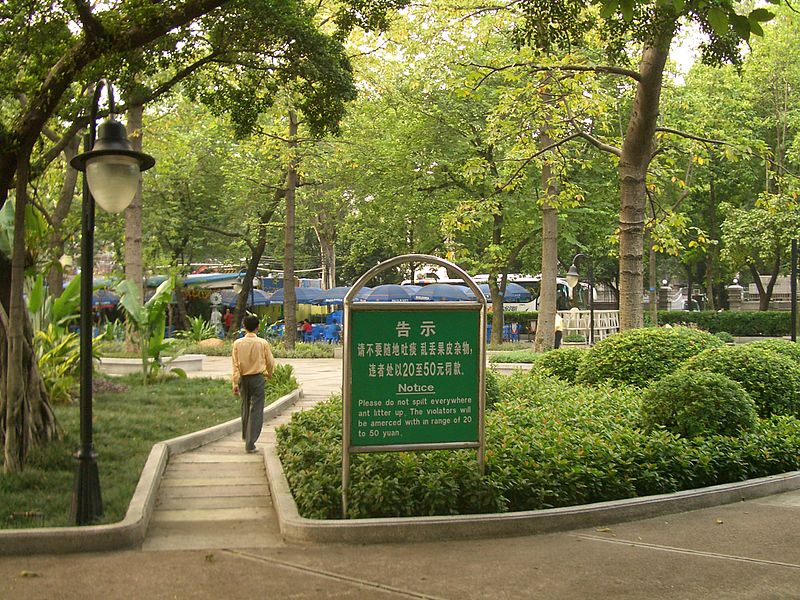 告示
请不要随地吐痰，乱丢果皮杂物，
违者处以20至50元罚款.
Notice
Please do not spilt everywhere
ant litter up. The violators will
be amerced with in range of 20
to 50 yuan.